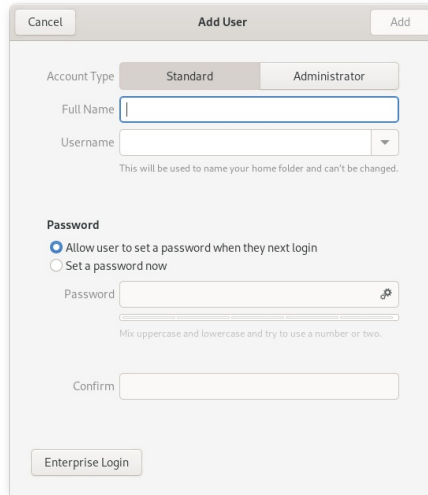 Cancel Add User Add
Account Type Standard Administrator
Full Name
Username
This will be used to name your home folder and can't be changed.
Password
Allow user to set a password when they next login
Set a password now
Password
Mix uppercase and lowercase and try to use a number or two.
Confirm
Enterprise Login